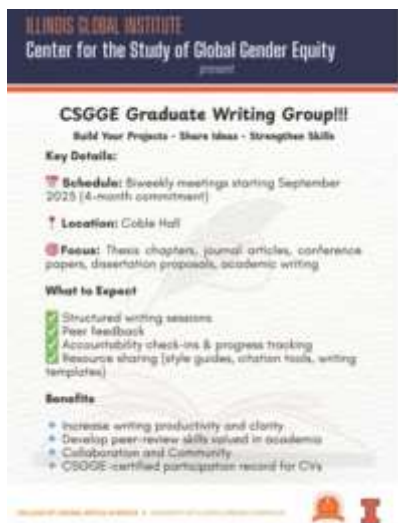 ILLINOIS GLOBAL INSTITUTE
Center for the Study of Global Gender Equity
present
CSGGE Graduate Writing Group!!!
Build Your Projects - Share Ideas - Strengthen Skills
Key Details:
📅 Schedule: Biweekly meetings starting September
2025 (4-month commitment)
📍 Location: Coble Hall
🎯 Focus: Thesis chapters, journal articles, conference
papers, dissertation proposals, academic writing
What to Expect
✅ Structured writing sessions
✅ Peer feedback
✅ Accountability check-ins & progress tracking
✅ Resource sharing (style guides, citation tools, writing
templates)
Benefits
Increase writing productivity and clarity
Develop peer-review skills valued in academia
Collaboration and Community
CSGGE-certified participation record for CVs